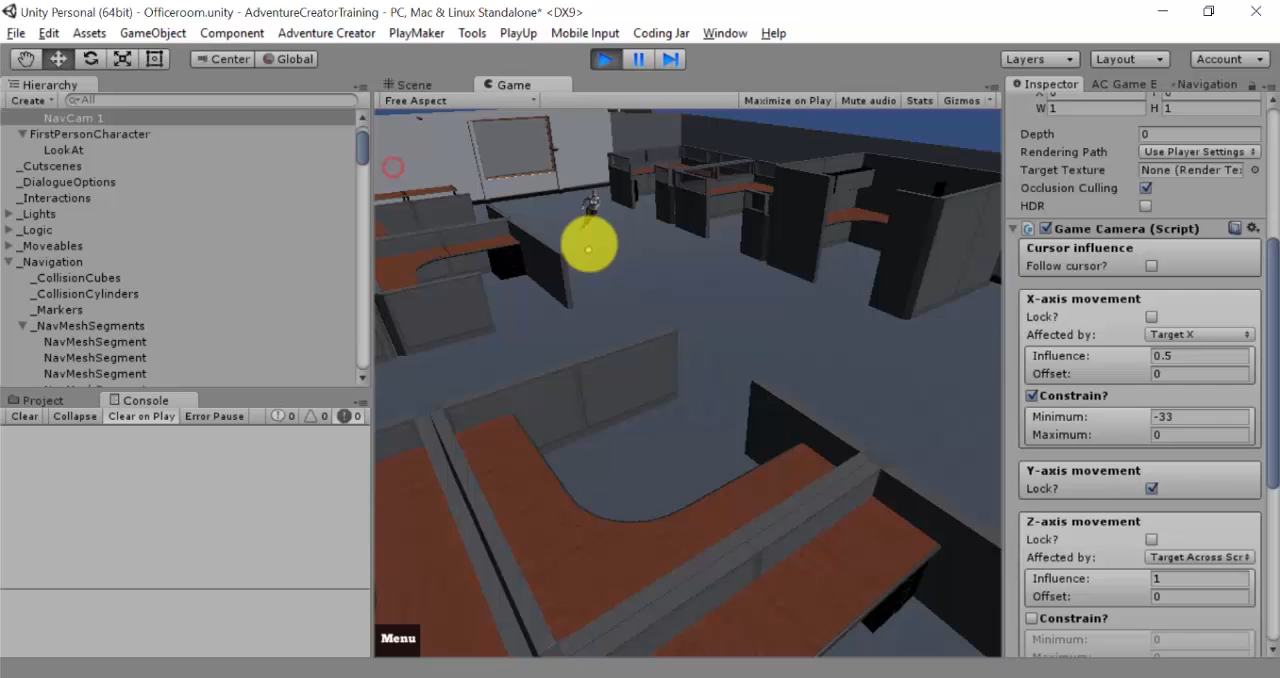 Unity Personal (64bit) - Officeroom.unity - AdventureCreatorTraining - PC, Mac & Linux Standalone* <DX9>
File Edit Assets GameObject Component Adventure Creator PlayMaker Tools PlayUp Mobile Input Coding Jar Window Help
Center Global Layers Layout Account
Hierarchy
Create All
NavCam 1
FirstPersonCharacter
LookAt
_Cutscenes
_DialogueOptions
_Interactions
_Lights
_Logic
_Moveables
_Navigation
_CollisionCubes
_CollisionCylinders
_Markers
_NavMeshSegments
NavMeshSegment
NavMeshSegment
NavMeshSegment
Project Console
Clear Collapse Clear on Play Error Pause 0 0 0
Scene Game
Free Aspect Maximize on Play Mute audio Stats Gizmos
Menu
Inspector AC Game E Navigation
W 1 H 1
Depth 0
Rendering Path Use Player Settings
Target Texture None (Render Te:
Occlusion Culling
HDR
Game Camera (Script)
Cursor influence
Follow cursor?
X-axis movement
Lock?
Affected by: Target X
Influence: 0.5
Offset: 0
Constrain?
Minimum: -33
Maximum: 0
Y-axis movement
Lock?
Z-axis movement
Lock?
Affected by: Target Across Scr
Influence: 1
Offset: 0
Constrain?
Minimum: 0